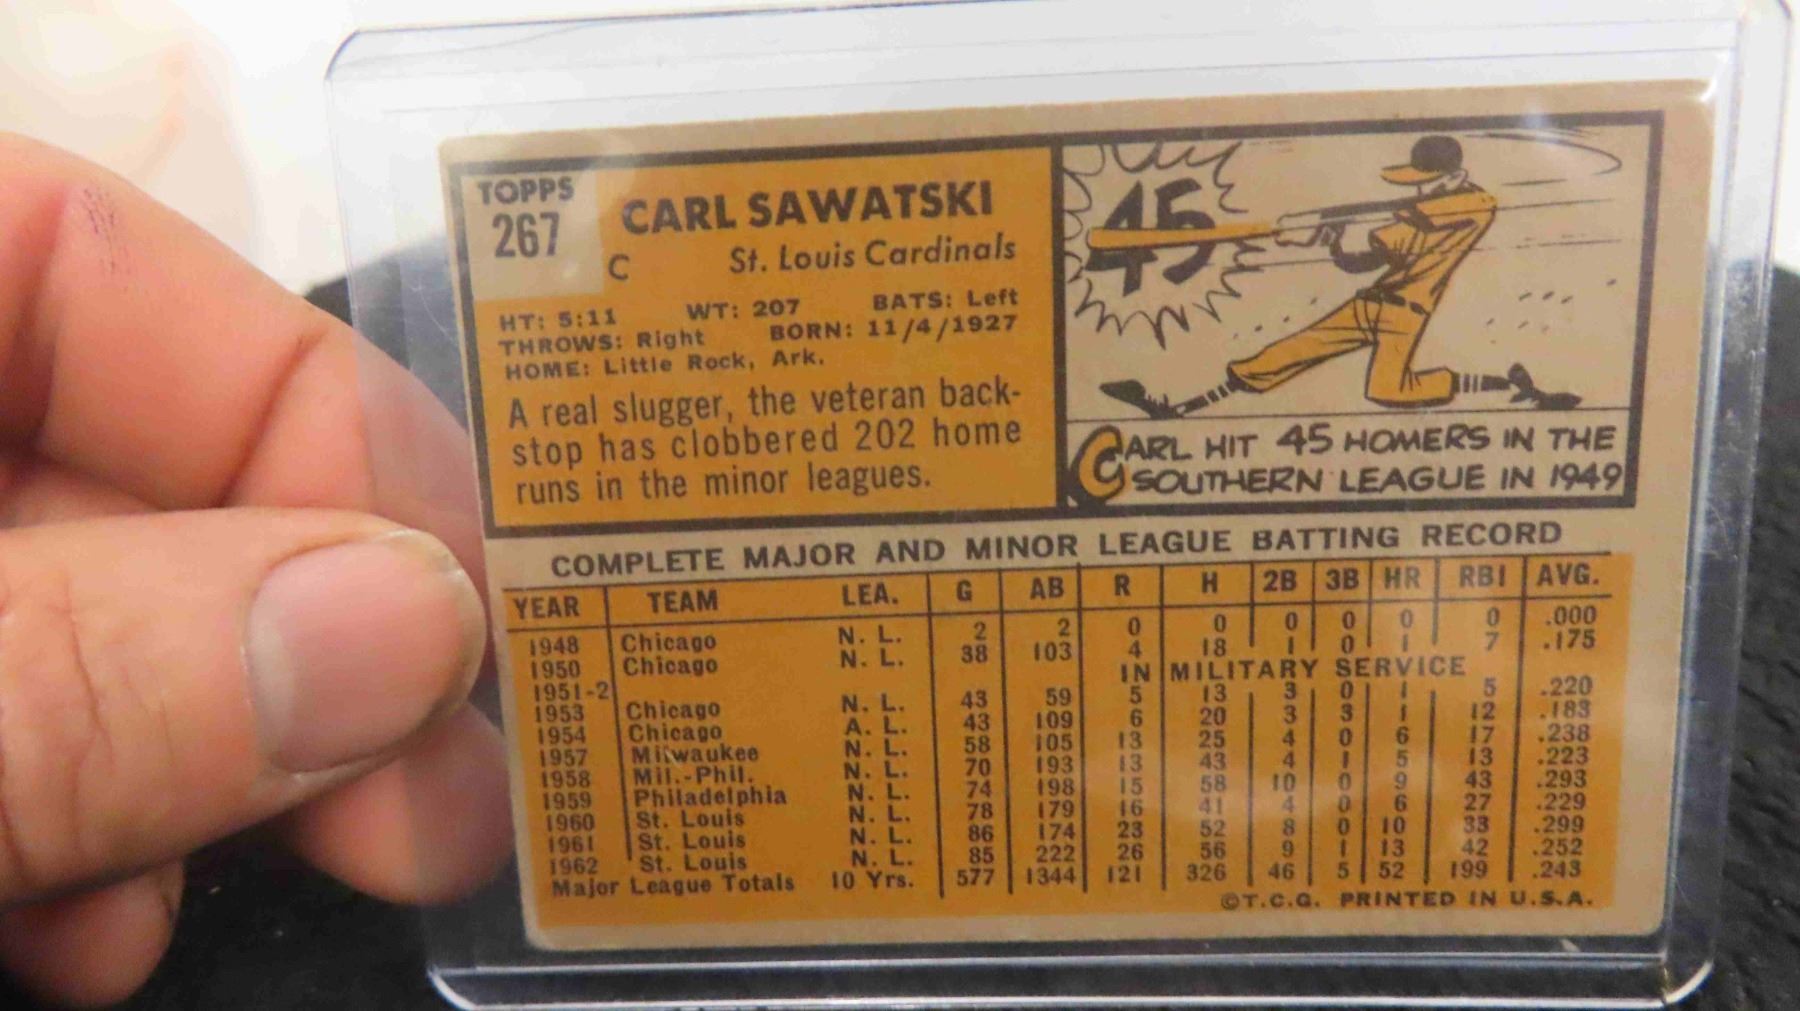 TOPPS
267
CARL SAWATSKI
C St. Louis Cardinals
HT: 5:11 WT: 207 BATS: Left
THROWS: Right BORN: 11/4/1927
HOME: Little Rock, Ark.
A real slugger, the veteran back-
stop has clobbered 202 home
runs in the minor leagues.
45
CARL HIT 45 HOMERS IN THE
SOUTHERN LEAGUE IN 1949
COMPLETE MAJOR AND MINOR LEAGUE BATTING RECORD
YEAR TEAM LEA. G AB R H 2B 3B HR RBI AVG.
1948 Chicago N. L. 2 2 0 0 0 0 0 0 .000
1950 Chicago N. L. 38 103 4 18 1 0 1 7 .175
1951-2 IN MILITARY SERVICE
1953 Chicago N. L. 43 59 5 13 3 0 1 5 .220
1954 Chicago A. L. 43 109 6 20 3 3 1 12 .183
1957 Milwaukee N. L. 58 105 13 25 4 0 6 17 .238
1958 Mil.-Phil. N. L. 70 193 13 43 4 1 5 13 .223
1959 Philadelphia N. L. 74 198 15 58 10 0 9 43 .293
1960 St. Louis N. L. 78 179 16 41 4 0 6 27 .229
1961 St. Louis N. L. 86 174 23 52 8 0 10 33 .299
1962 St. Louis N. L. 85 222 26 56 9 1 13 42 .252
Major League Totals 10 Yrs. 577 1344 121 326 46 5 52 199 .243
©T.C.G. PRINTED IN U.S.A.